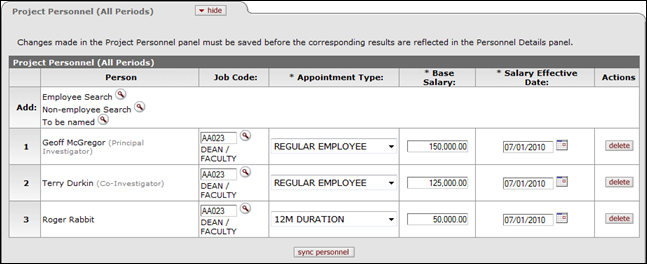 Project Personnel (All Periods) hide
Changes made in the Project Personnel panel must be saved before the corresponding results are reflected in the Personnel Details panel.
Project Personnel (All Periods)
Person Job Code: * Appointment Type: * Base Salary: * Salary Effective Date: Actions
Add: Employee Search
Non-employee Search
To be named
1 Geoff McGregor (Principal Investigator) AA023 DEAN / FACULTY REGULAR EMPLOYEE 150,000.00 07/01/2010 delete
2 Terry Durkin (Co-Investigator) AA023 DEAN / FACULTY REGULAR EMPLOYEE 125,000.00 07/01/2010 delete
3 Roger Rabbit AA023 DEAN / FACULTY 12M DURATION 50,000.00 07/01/2010 delete
sync personnel